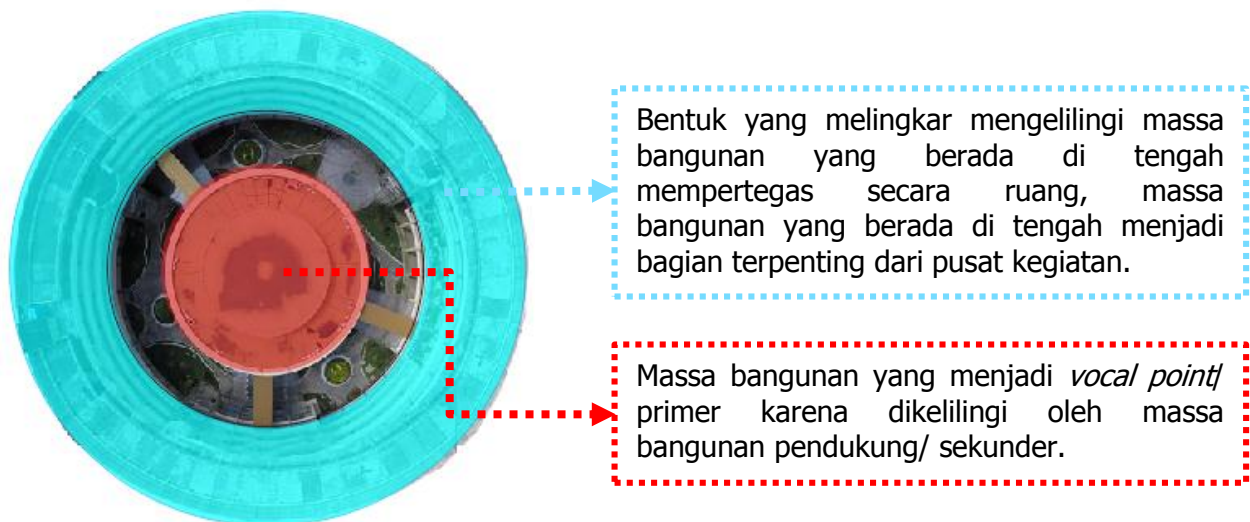 Bentuk yang melingkar mengelilingi massa
bangunan yang berada di tengah
mempertegas secara ruang, massa
bangunan yang berada di tengah menjadi
bagian terpenting dari pusat kegiatan.
Massa bangunan yang menjadi vocal point/
primer karena dikelilingi oleh massa
bangunan pendukung/ sekunder.